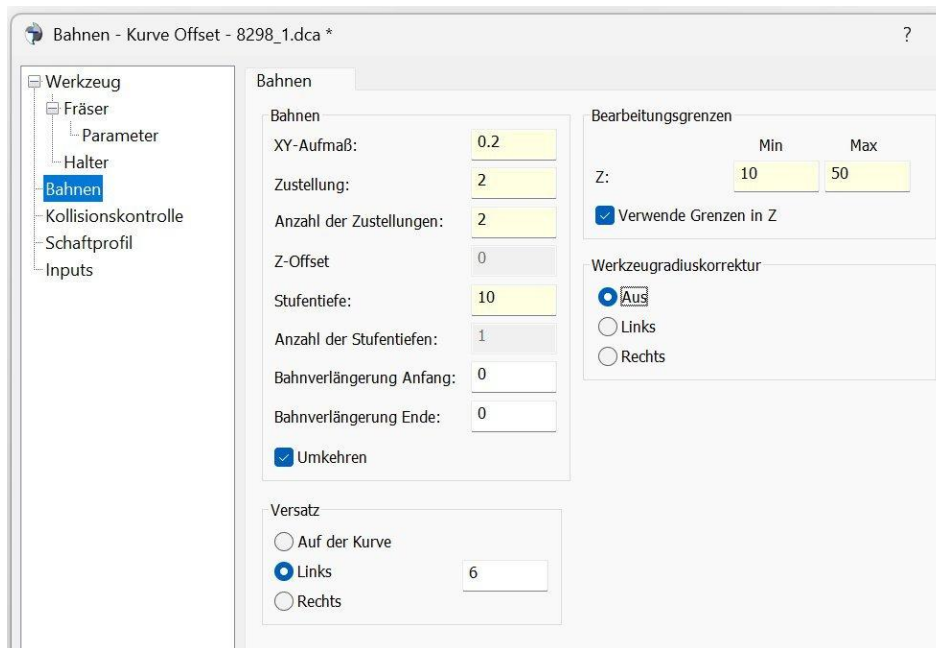 Bahnen - Kurve Offset - 8298_1.dca *
?
Werkzeug
Fräser
Parameter
Halter
Bahnen
Kollisionskontrolle
Schaftprofil
Inputs
Bahnen
Bahnen
XY-Aufmaß: 0.2
Zustellung: 2
Anzahl der Zustellungen: 2
Z-Offset 0
Stufentiefe: 10
Anzahl der Stufentiefen: 1
Bahnverlängerung Anfang: 0
Bahnverlängerung Ende: 0
Umkehren
Versatz
Auf der Kurve
Links 6
Rechts
Bearbeitungsgrenzen
Min Max
Z: 10 50
Verwende Grenzen in Z
Werkzeugradiuskorrektur
Aus
Links
Rechts